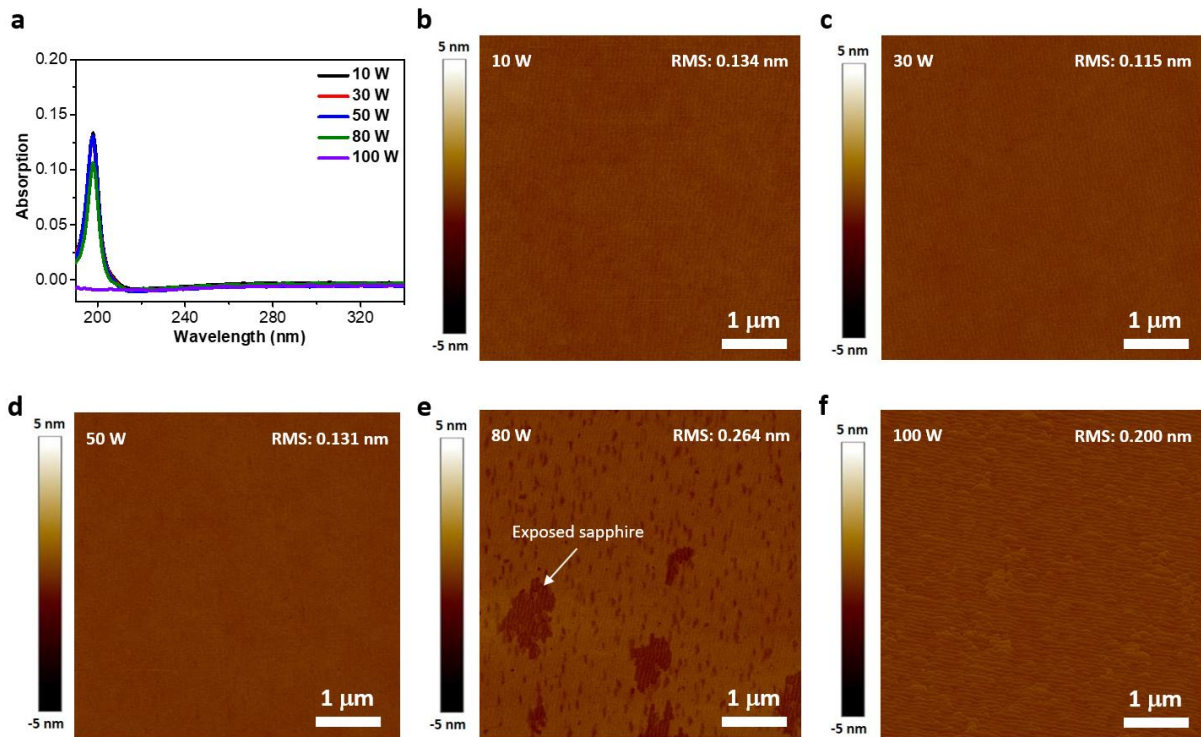 a
0.20
0.15
0.10
0.05
0.00
Absorption
200
240
280
320
Wavelength (nm)
10 W
30 W
50 W
80 W
100 W
b
5 nm
-5 nm
10 W
RMS: 0.134 nm
1 μm
c
5 nm
-5 nm
30 W
RMS: 0.115 nm
1 μm
d
5 nm
-5 nm
50 W
RMS: 0.131 nm
1 μm
e
5 nm
-5 nm
80 W
RMS: 0.264 nm
Exposed sapphire
1 μm
f
5 nm
-5 nm
100 W
RMS: 0.200 nm
1 μm